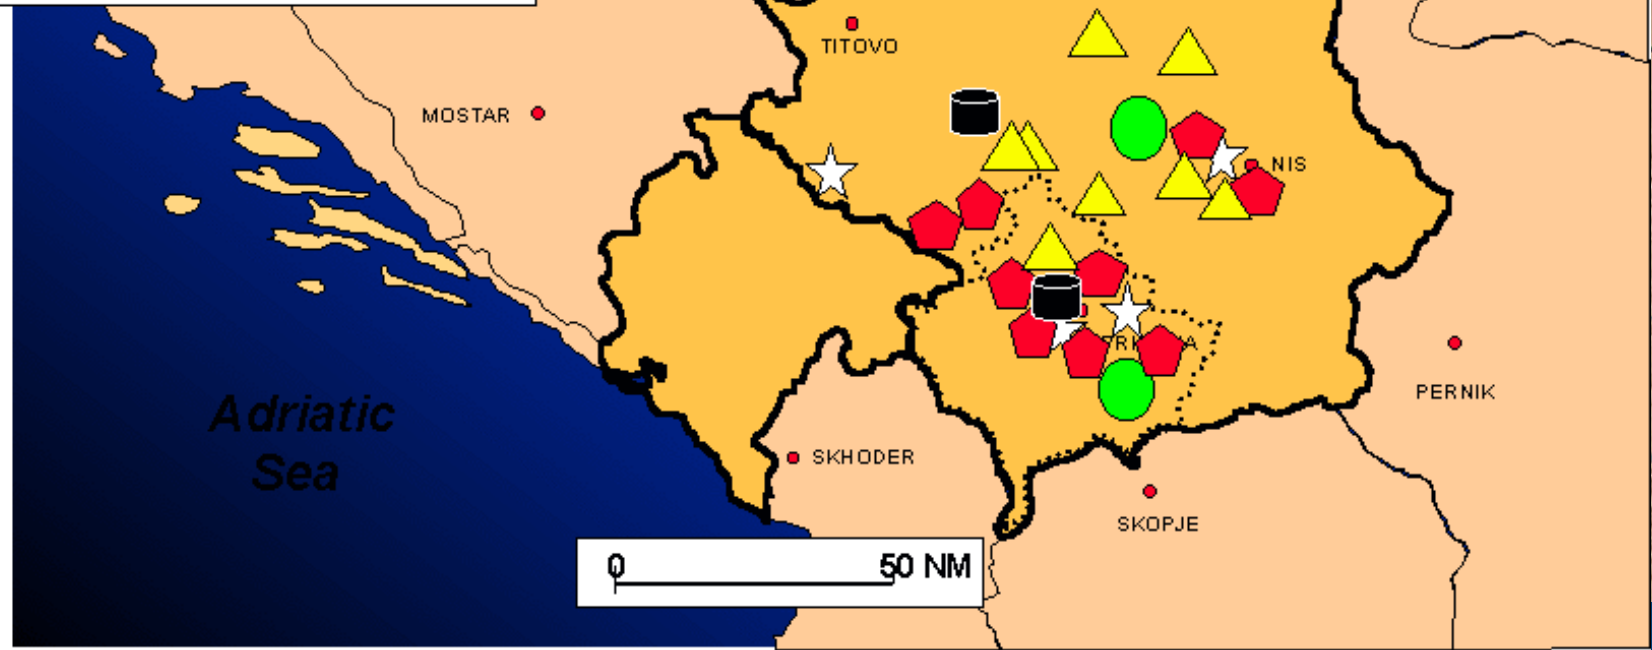 TITOVO
MOSTAR
NIS
PERNIK
Adriatic
Sea
SKHODER
SKOPJE
0 50 NM